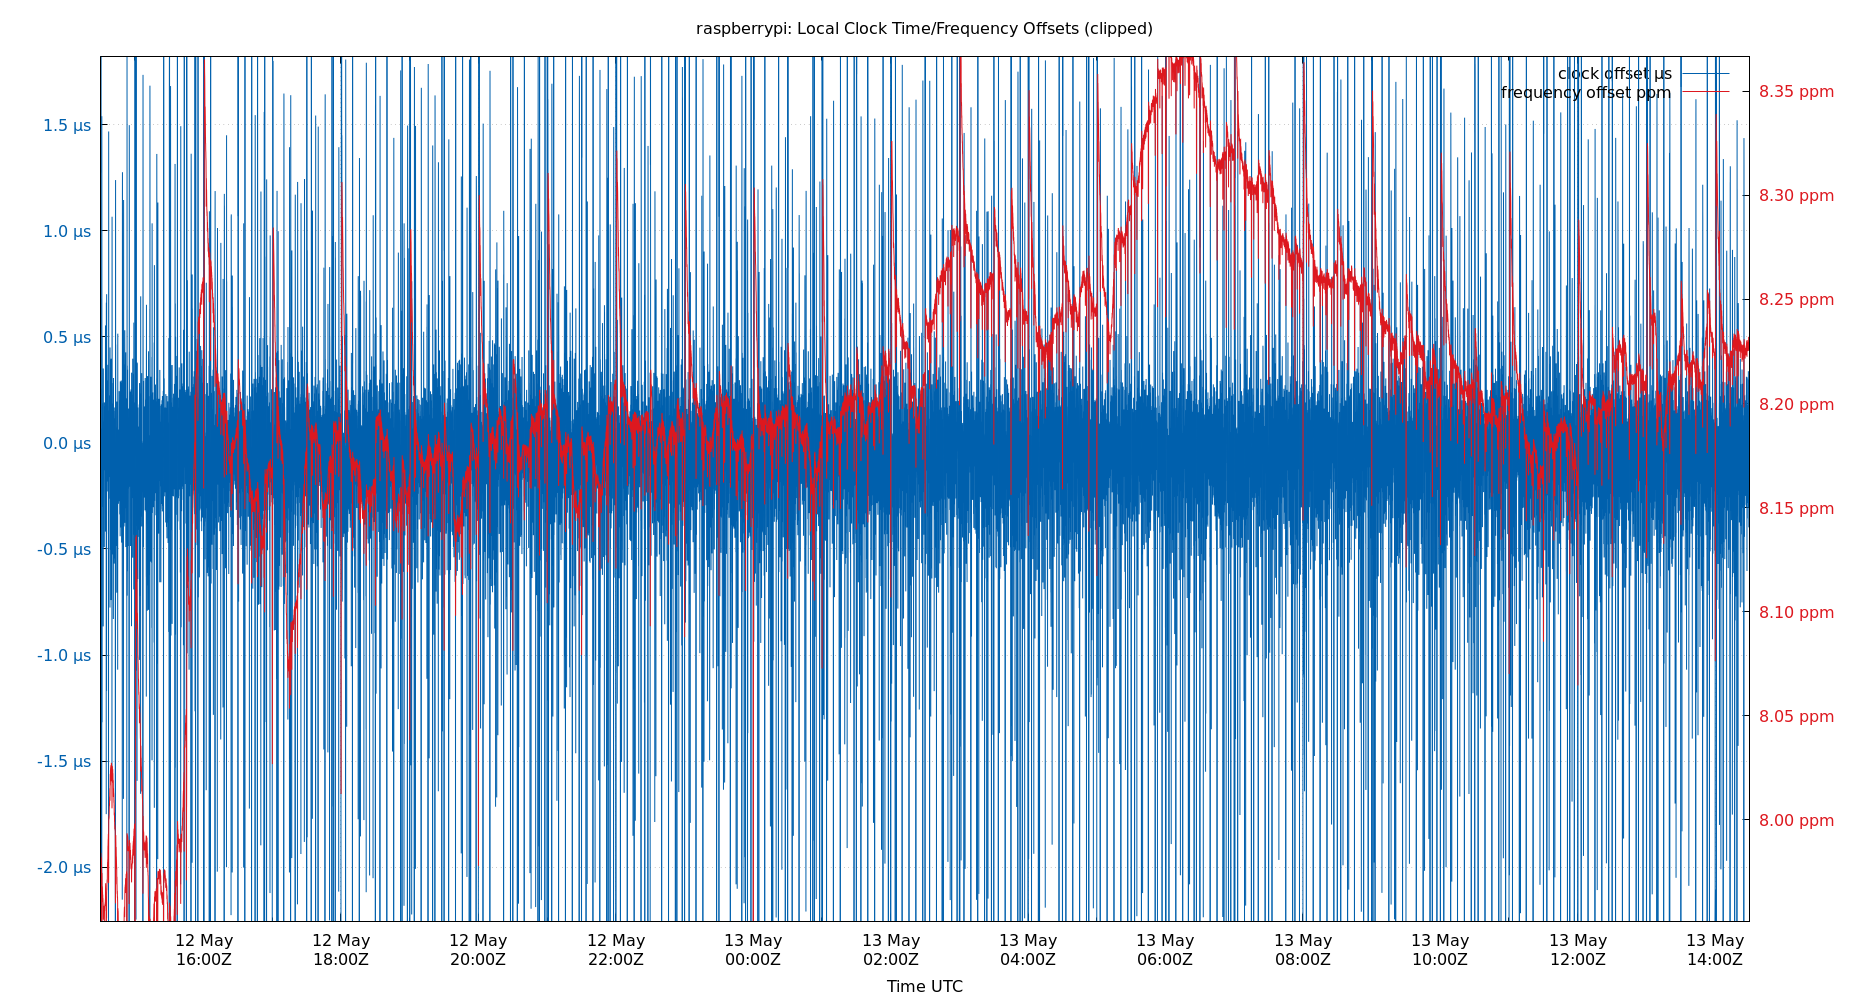 raspberrypi: Local Clock Time/Frequency Offsets (clipped)
clock offset µs
frequency offset ppm
1.5 µs
1.0 µs
0.5 µs
0.0 µs
-0.5 µs
-1.0 µs
-1.5 µs
-2.0 µs
8.35 ppm
8.30 ppm
8.25 ppm
8.20 ppm
8.15 ppm
8.10 ppm
8.05 ppm
8.00 ppm
12 May 12 May 12 May 12 May 13 May 13 May 13 May 13 May 13 May 13 May 13 May 13 May
16:00Z 18:00Z 20:00Z 22:00Z 00:00Z 02:00Z 04:00Z 06:00Z 08:00Z 10:00Z 12:00Z 14:00Z
Time UTC